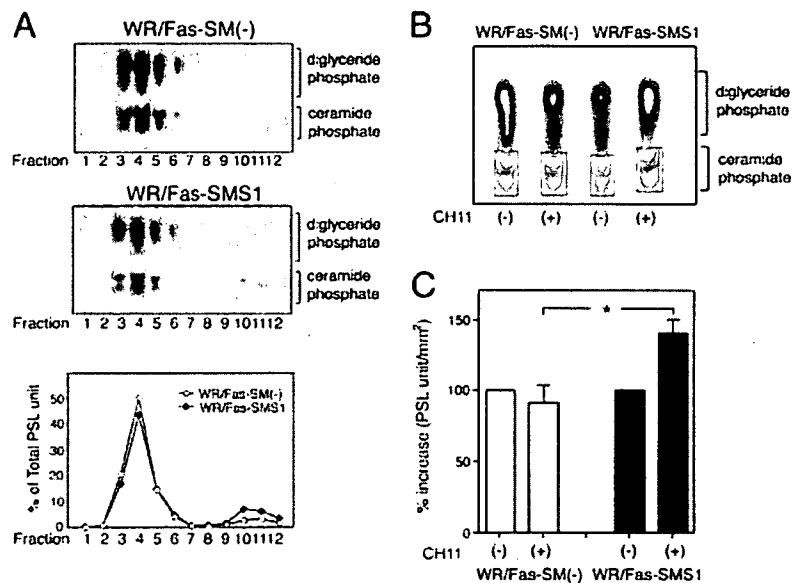 A
WR/Fas-SM(-)
d:glyceride
phosphate
ceramide
phosphate
Fraction 1 2 3 4 5 6 7 8 9 10 11 12
WR/Fas-SMS1
d:glyceride
phosphate
ceramide
phosphate
Fraction 1 2 3 4 5 6 7 8 9 10 11 12
% of Total PSL unit
50
40
30
20
10
0
WR/Fas-SM(-)
WR/Fas-SMS1
Fraction 1 2 3 4 5 6 7 8 9 10 11 12
B
WR/Fas-SM(-) WR/Fas-SMS1
d:glyceride
phosphate
ceramide
phosphate
CH11 (-) (+) (-) (+)
C
% increase (PSL unit/mm²)
150
100
50
0
*
CH11 (-) (+) (-) (+)
WR/Fas-SM(-) WR/Fas-SMS1